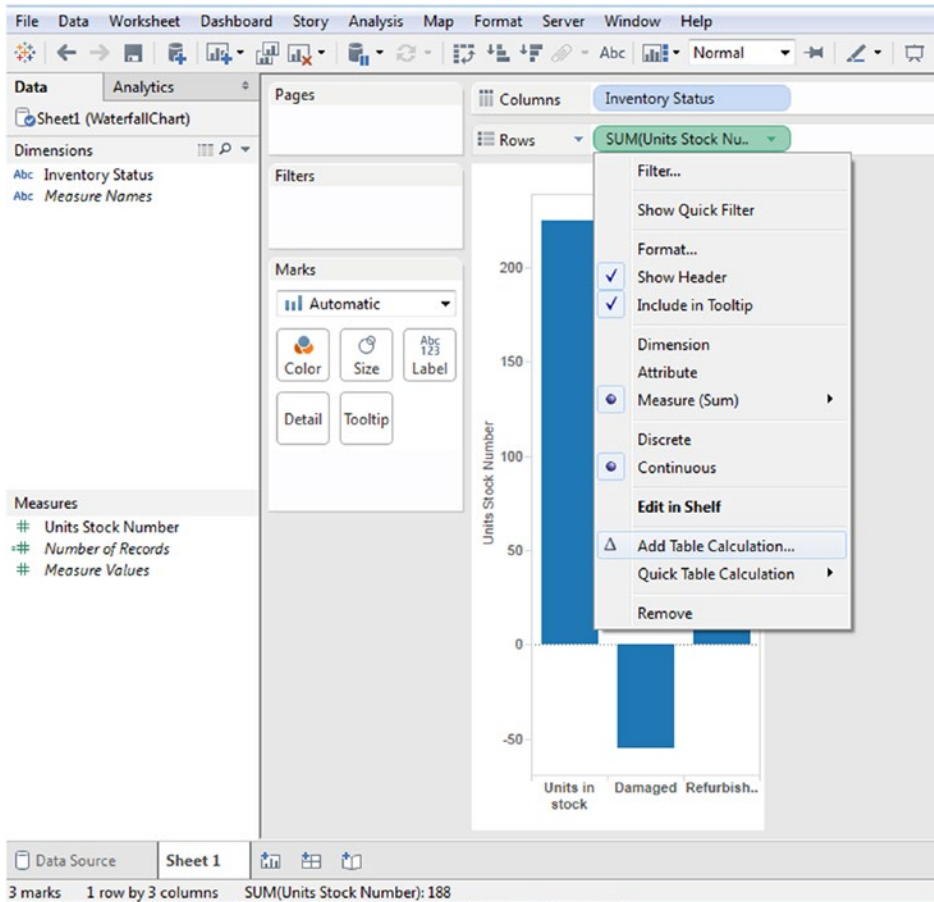 File Data Worksheet Dashboard Story Analysis Map Format Server Window Help
Abc Normal
Data Analytics
Sheet1 (WaterfallChart)
Dimensions
Abc Inventory Status
Abc Measure Names
Measures
# Units Stock Number
=# Number of Records
# Measure Values
Pages
Filters
Marks
Automatic
Color Size Abc 123 Label
Detail Tooltip
Columns Inventory Status
Rows SUM(Units Stock Nu..
Filter...
Show Quick Filter
Format...
Show Header
Include in Tooltip
Dimension
Attribute
Measure (Sum)
Discrete
Continuous
Edit in Shelf
Add Table Calculation...
Quick Table Calculation
Remove
Units Stock Number
200
150
100
50
0
-50
Units in stock
Damaged
Refurbish..
Data Source Sheet 1
3 marks 1 row by 3 columns SUM(Units Stock Number): 188